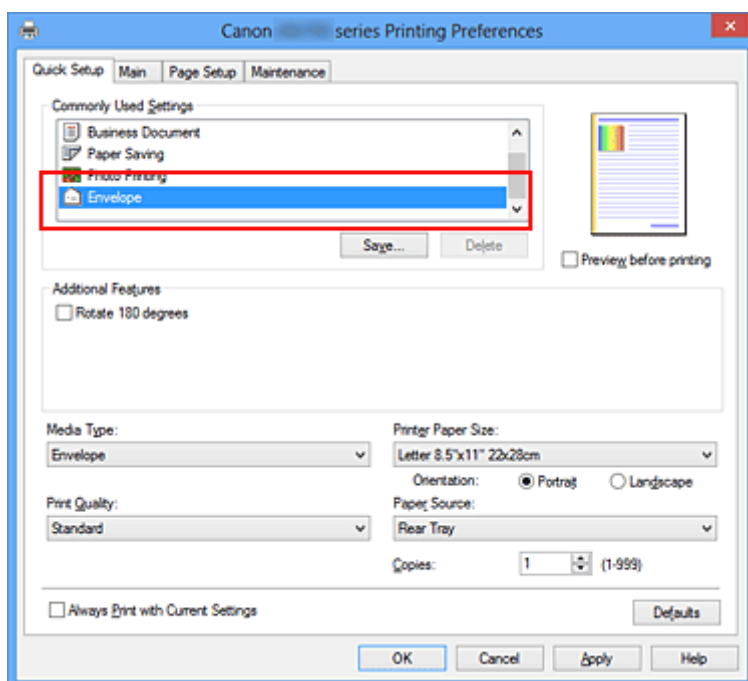 Canon series Printing Preferences
Quick Setup Main Page Setup Maintenance
Commonly Used Settings
Business Document
Paper Saving
Photo Printing
Envelope
Save... Delete
Preview before printing
Additional Features
Rotate 180 degrees
Media Type: Printer Paper Size:
Envelope Letter 8.5"x11" 22x28cm
Orientation: Portrait Landscape
Print Quality: Paper Source:
Standard Rear Tray
Copies: 1 (1-999)
Always Print with Current Settings Defaults
OK Cancel Apply Help